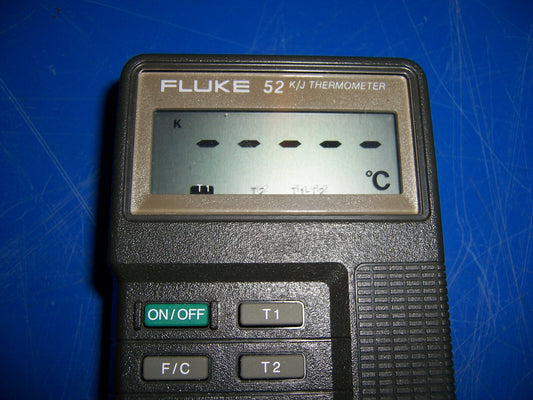 FLUKE 52 K/J THERMOMETER
K
- - - - -
°C
T1 T2 T1-T2
ON/OFF T1
F/C T2